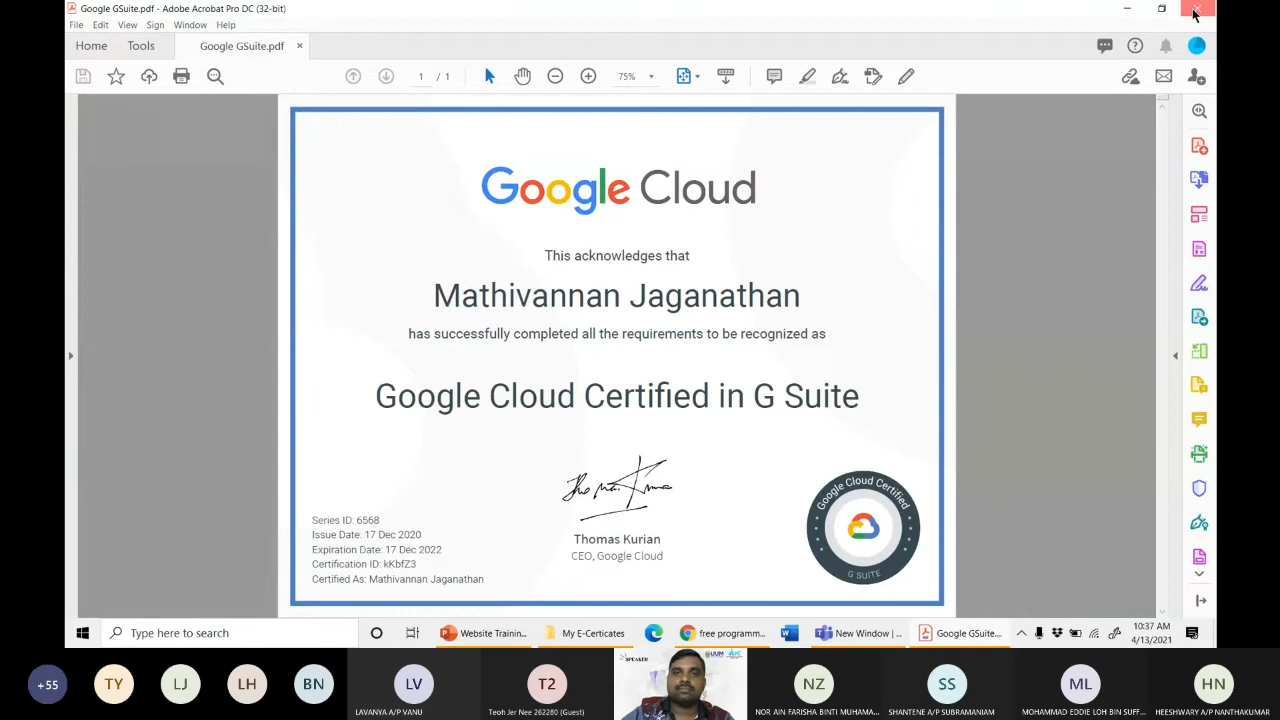 Google GSuite.pdf - Adobe Acrobat Pro DC (32-bit)
File Edit View Sign Window Help
Home Tools Google GSuite.pdf ×
1 / 1 75%
Google Cloud
This acknowledges that
Mathivannan Jaganathan
has successfully completed all the requirements to be recognized as
Google Cloud Certified in G Suite
Series ID: 6568
Issue Date: 17 Dec 2020
Expiration Date: 17 Dec 2022
Certification ID: kKbfZ3
Certified As: Mathivannan Jaganathan
Thomas Kurian
CEO, Google Cloud
Google Cloud Certified
G SUITE
Type here to search
Website Trainin...
My E-Certicates
free programm...
New Window | ...
Google GSuite...
10:37 AM
4/13/2021
SPEAKER UUM
+55 TY LJ LH BN LV T2 NZ SS ML HN
LAVANYA A/P VANU
Teoh Jer Nee 262280 (Guest)
NOR AIN FARISHA BINTI MUHAMA...
SHANTENE A/P SUBRAMANIAM
MOHAMMAD EDDIE LOH BIN SUFF...
HEESHWARY A/P NANTHAKUMAR